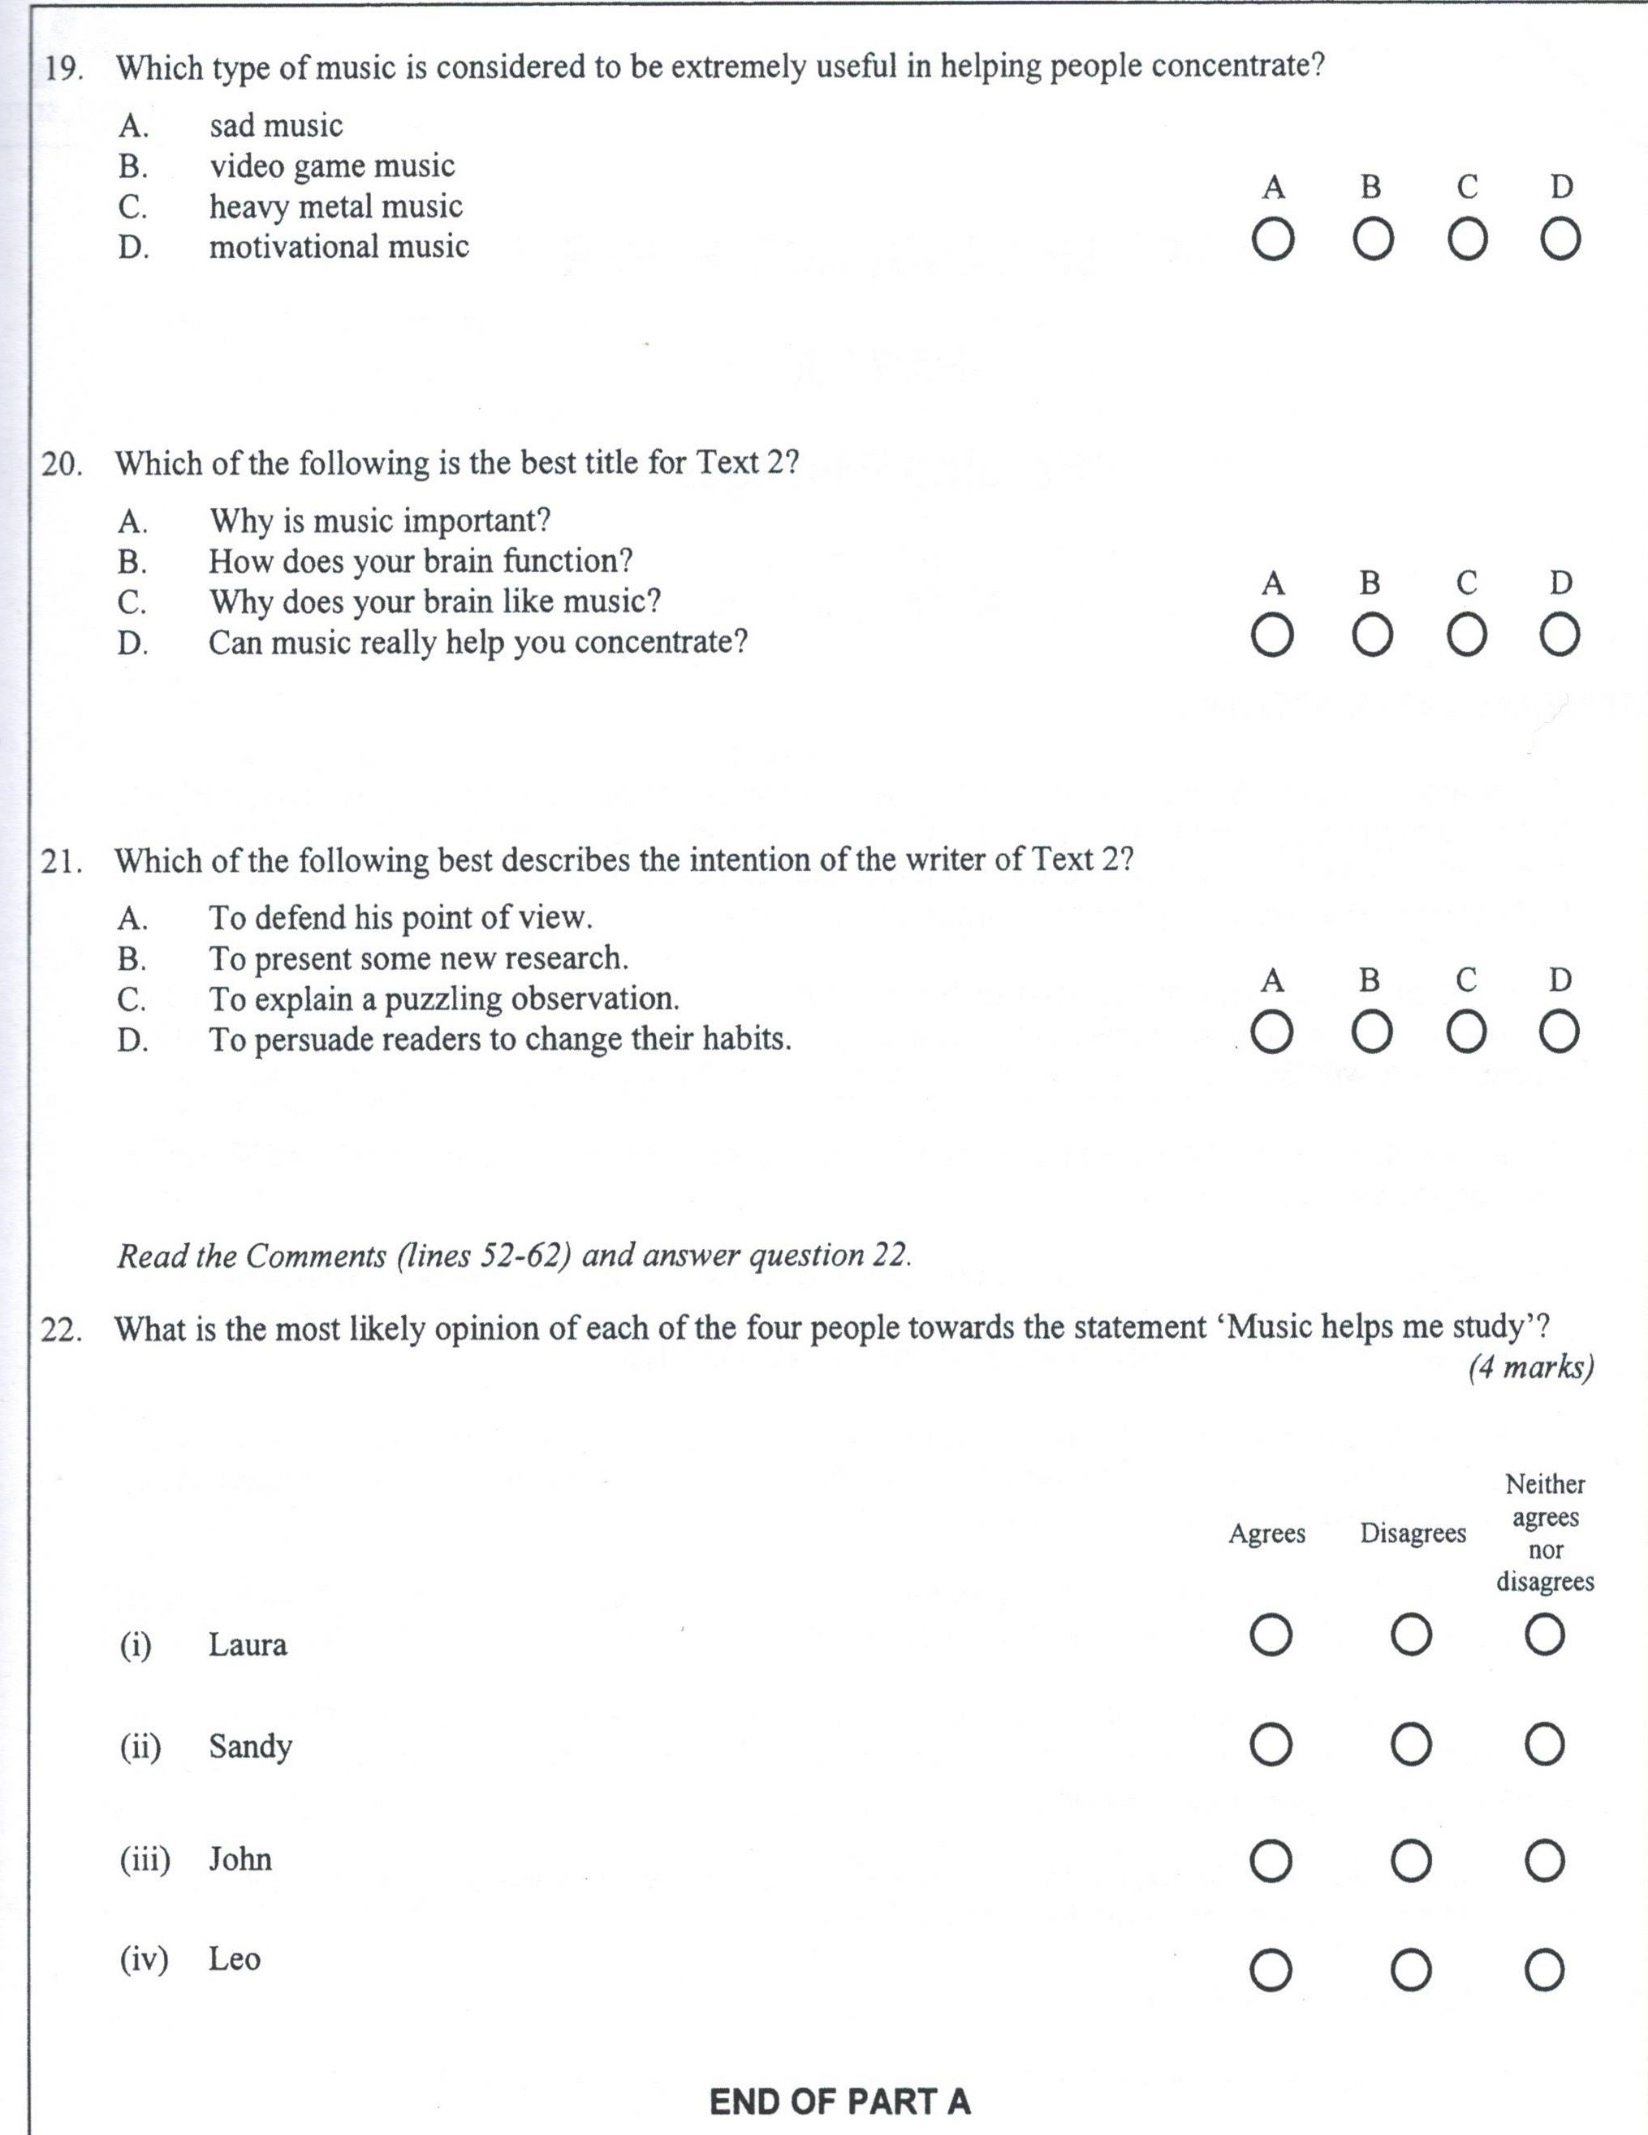 19. Which type of music is considered to be extremely useful in helping people concentrate?
A. sad music
B. video game music
C. heavy metal music
D. motivational music
A B C D
20. Which of the following is the best title for Text 2?
A. Why is music important?
B. How does your brain function?
C. Why does your brain like music?
D. Can music really help you concentrate?
A B C D
21. Which of the following best describes the intention of the writer of Text 2?
A. To defend his point of view.
B. To present some new research.
C. To explain a puzzling observation.
D. To persuade readers to change their habits.
A B C D
Read the Comments (lines 52-62) and answer question 22.
22. What is the most likely opinion of each of the four people towards the statement ‘Music helps me study’?
(4 marks)
Agrees Disagrees
Neither
agrees
nor
disagrees
(i) Laura
(ii) Sandy
(iii) John
(iv) Leo
END OF PART A